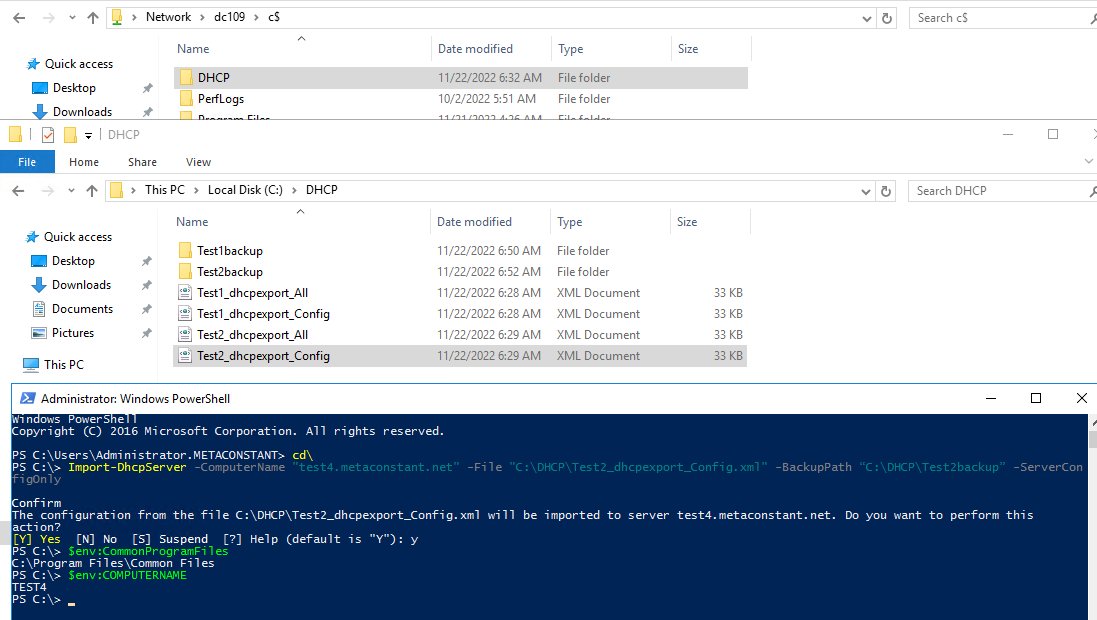 Network > dc109 > c$
Search c$
Name Date modified Type Size
Quick access
DHCP 11/22/2022 6:32 AM File folder
Desktop
PerfLogs 10/2/2022 5:51 AM File folder
Downloads
Program Files 11/21/2022 4:26 AM File folder
DHCP
File Home Share View
This PC > Local Disk (C:) > DHCP
Search DHCP
Name Date modified Type Size
Quick access
Test1backup 11/22/2022 6:50 AM File folder
Desktop
Test2backup 11/22/2022 6:52 AM File folder
Downloads
Test1_dhcpexport_All 11/22/2022 6:28 AM XML Document 33 KB
Documents
Test1_dhcpexport_Config 11/22/2022 6:28 AM XML Document 33 KB
Pictures
Test2_dhcpexport_All 11/22/2022 6:29 AM XML Document 33 KB
Test2_dhcpexport_Config 11/22/2022 6:29 AM XML Document 33 KB
This PC
Administrator: Windows PowerShell
Windows PowerShell
Copyright (C) 2016 Microsoft Corporation. All rights reserved.
PS C:\Users\Administrator.METACONSTANT> cd\
PS C:\> Import-DhcpServer -ComputerName "test4.metaconstant.net" -File "C:\DHCP\Test2_dhcpexport_Config.xml" -BackupPath "C:\DHCP\Test2backup" -ServerCon
figOnly
Confirm
The configuration from the file C:\DHCP\Test2_dhcpexport_Config.xml will be imported to server test4.metaconstant.net. Do you want to perform this
action?
[Y] Yes [N] No [S] Suspend [?] Help (default is "Y"): y
PS C:\> $env:CommonProgramFiles
C:\Program Files\Common Files
PS C:\> $env:COMPUTERNAME
TEST4
PS C:\> _